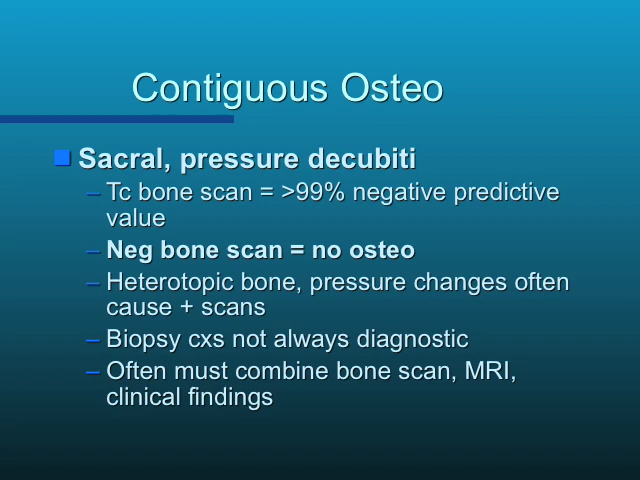 Contiguous Osteo
Sacral, pressure decubiti
– Tc bone scan = >99% negative predictive
value
– Neg bone scan = no osteo
– Heterotopic bone, pressure changes often
cause + scans
– Biopsy cxs not always diagnostic
– Often must combine bone scan, MRI,
clinical findings